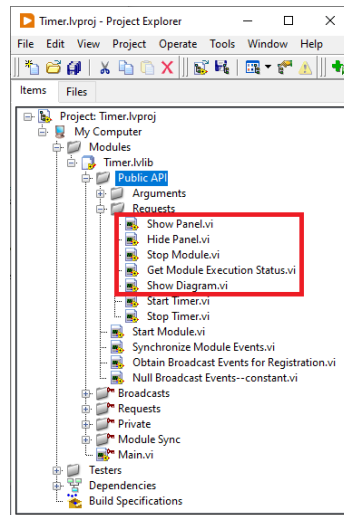 Timer.lvproj - Project Explorer
File Edit View Project Operate Tools Window Help
Items Files
Project: Timer.lvproj
My Computer
Modules
Timer.lvlib
Public API
Arguments
Requests
Show Panel.vi
Hide Panel.vi
Stop Module.vi
Get Module Execution Status.vi
Show Diagram.vi
Start Timer.vi
Stop Timer.vi
Start Module.vi
Synchronize Module Events.vi
Obtain Broadcast Events for Registration.vi
Null Broadcast Events--constant.vi
Broadcasts
Requests
Private
Module Sync
Main.vi
Testers
Dependencies
Build Specifications